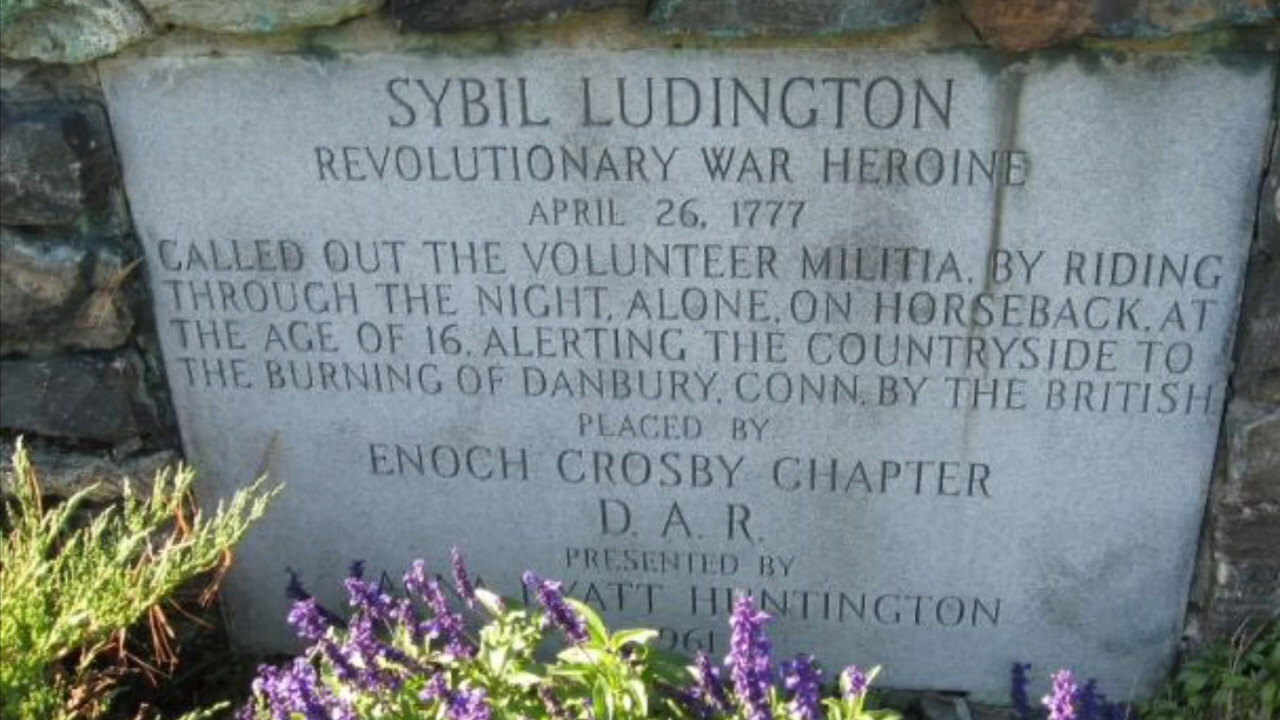 SYBIL LUDINGTON
REVOLUTIONARY WAR HEROINE
APRIL 26, 1777
CALLED OUT THE VOLUNTEER MILITIA, BY RIDING
THROUGH THE NIGHT, ALONE, ON HORSEBACK, AT
THE AGE OF 16, ALERTING THE COUNTRYSIDE TO
THE BURNING OF DANBURY, CONN. BY THE BRITISH
PLACED BY
ENOCH CROSBY CHAPTER
D. A. R.
PRESENTED BY
HUNTINGTON